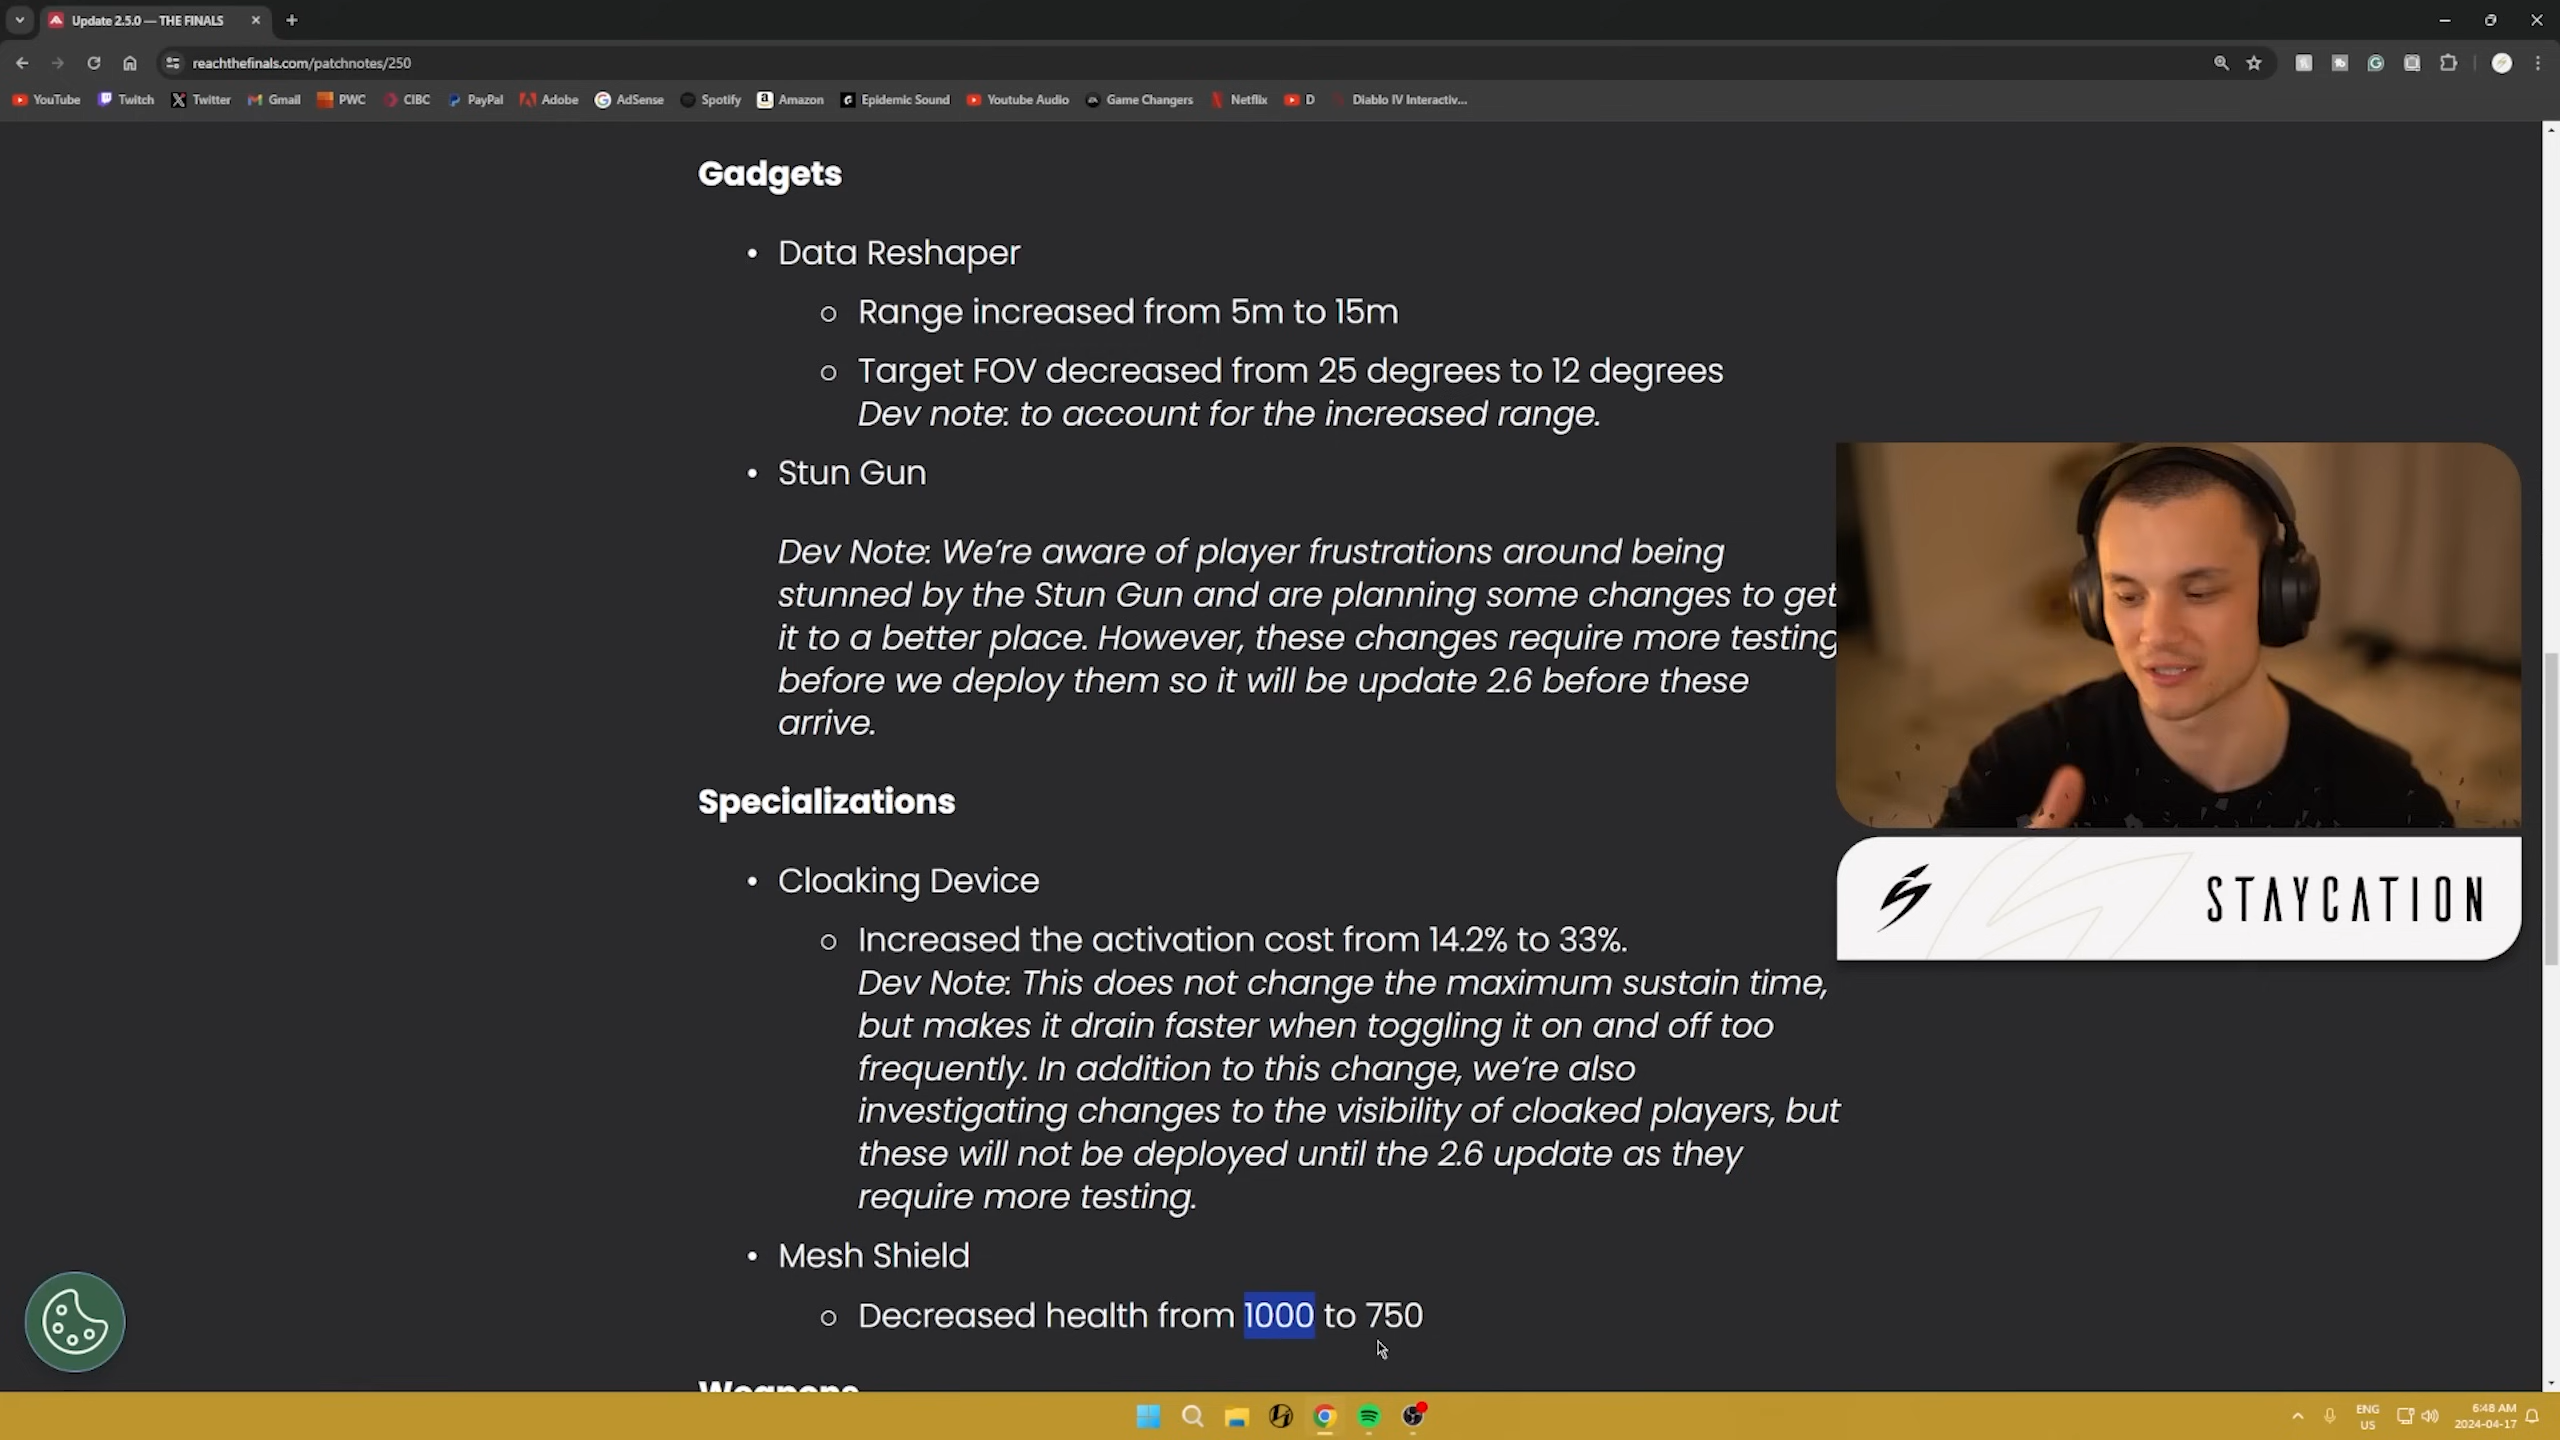 Update 2.5.0 — THE FINALS
reachthefinals.com/patchnotes/250
YouTube Twitch Twitter Gmail PWC CIBC PayPal Adobe AdSense Spotify Amazon Epidemic Sound Youtube Audio Game Changers Netflix D Diablo IV Interactiv...
Gadgets
• Data Reshaper
○ Range increased from 5m to 15m
○ Target FOV decreased from 25 degrees to 12 degrees
Dev note: to account for the increased range.
• Stun Gun
Dev Note: We're aware of player frustrations around being
stunned by the Stun Gun and are planning some changes to get
it to a better place. However, these changes require more testing
before we deploy them so it will be update 2.6 before these
arrive.
STAYCATION
Specializations
• Cloaking Device
○ Increased the activation cost from 14.2% to 33%.
Dev Note: This does not change the maximum sustain time,
but makes it drain faster when toggling it on and off too
frequently. In addition to this change, we're also
investigating changes to the visibility of cloaked players, but
these will not be deployed until the 2.6 update as they
require more testing.
• Mesh Shield
○ Decreased health from 1000 to 750
Weapons
ENG
US
6:48 AM
2024-04-17